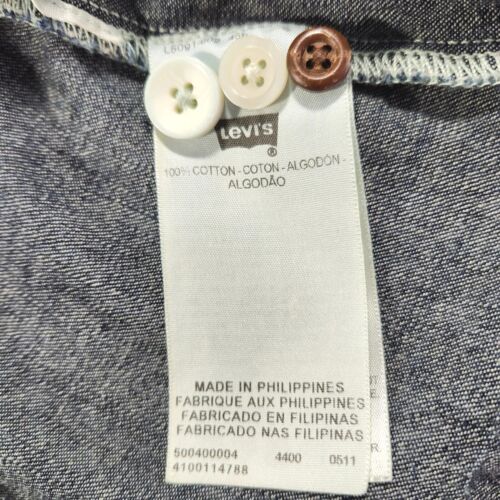 Levi's
®
100% COTTON - COTON - ALGODÓN -
ALGODÃO
MADE IN PHILIPPINES
FABRIQUE AUX PHILIPPINES
FABRICADO EN FILIPINAS
FABRICADO NAS FILIPINAS
500400004 4400 0511
4100114788